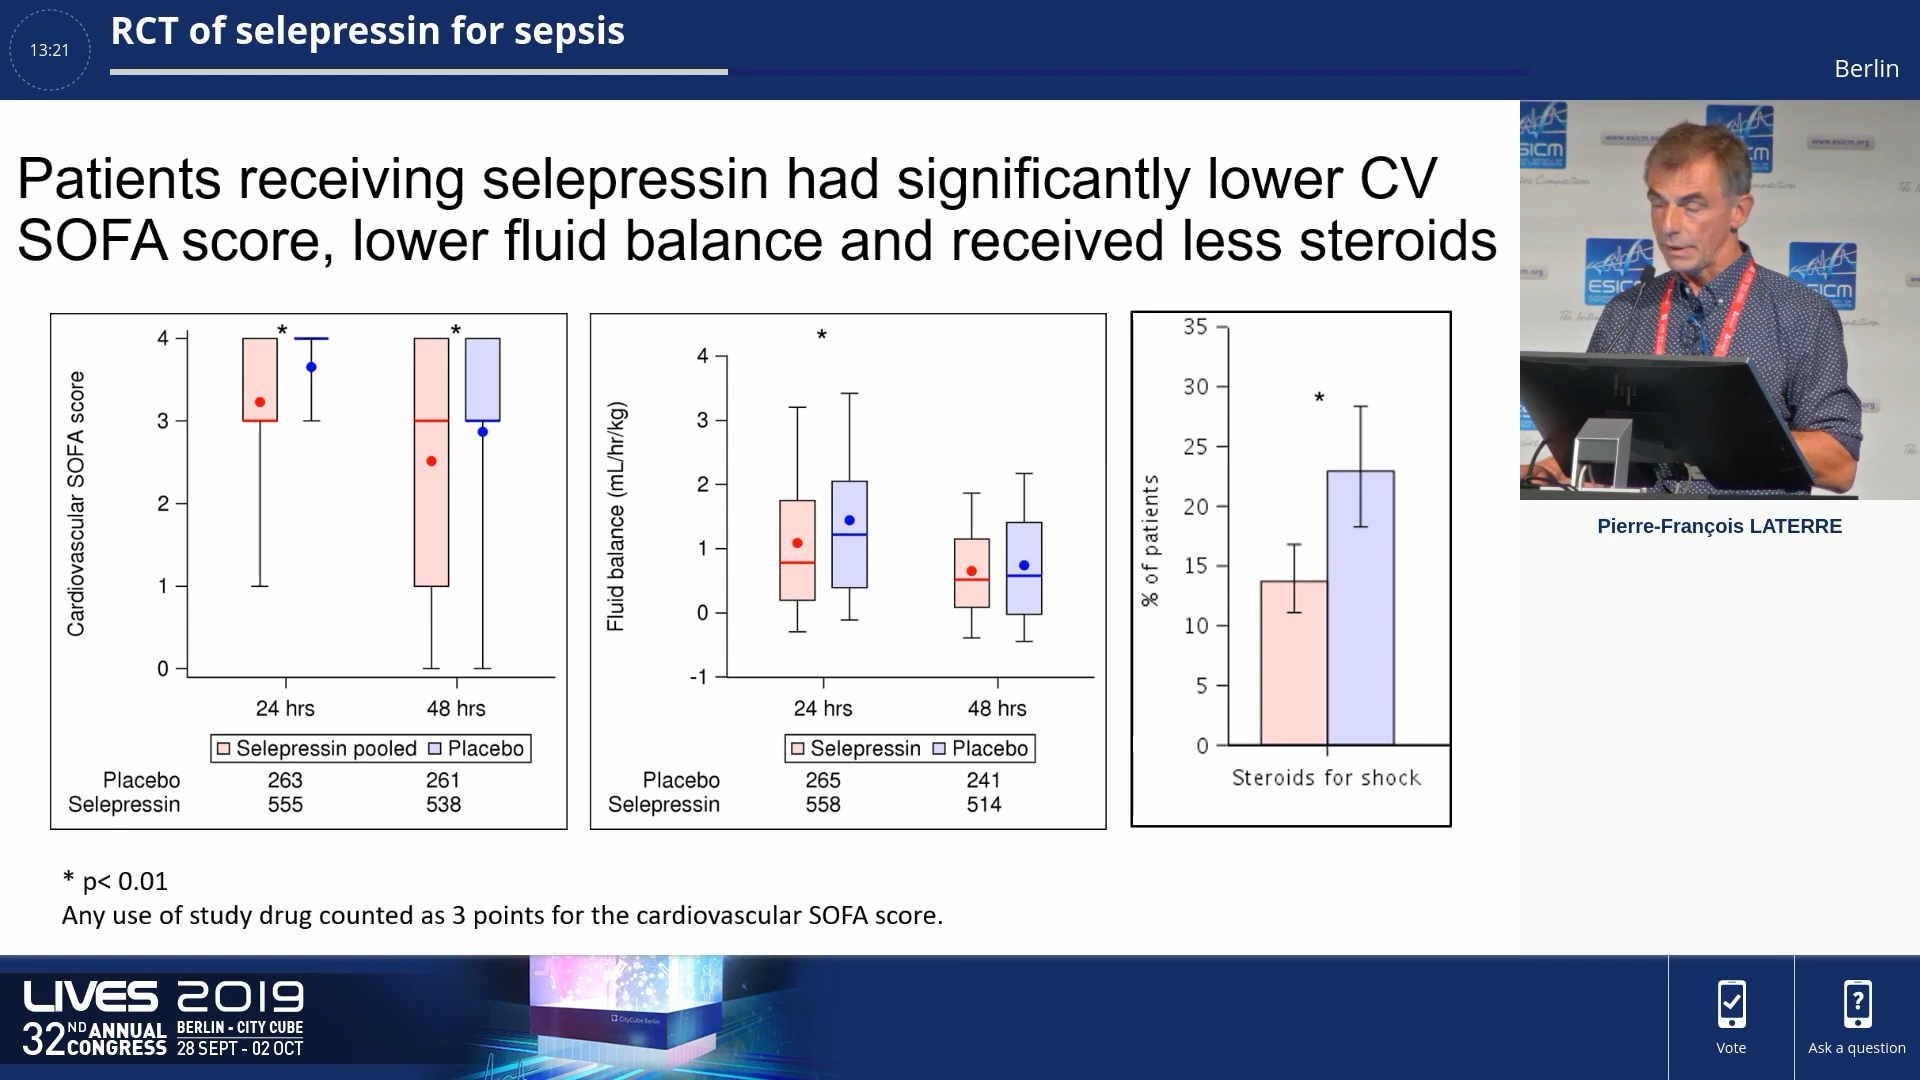 13:21
RCT of selepressin for sepsis
Berlin
Patients receiving selepressin had significantly lower CV
SOFA score, lower fluid balance and received less steroids
Cardiovascular SOFA score
4
3
2
1
0
*
*
24 hrs
48 hrs
Selepressin pooled
Placebo
Placebo 263 261
Selepressin 555 538
Fluid balance (mL/hr/kg)
4
3
2
1
0
-1
*
24 hrs
48 hrs
Selepressin
Placebo
Placebo 265 241
Selepressin 558 514
% of patients
35
30
25
20
15
10
5
0
*
Steroids for shock
* p< 0.01
Any use of study drug counted as 3 points for the cardiovascular SOFA score.
www.esicm.org
ESICM
Pierre-François LATERRE
LIVES 2019
32ND ANNUAL CONGRESS
BERLIN - CITY CUBE
28 SEPT - 02 OCT
CityCube Berlin
Vote
Ask a question